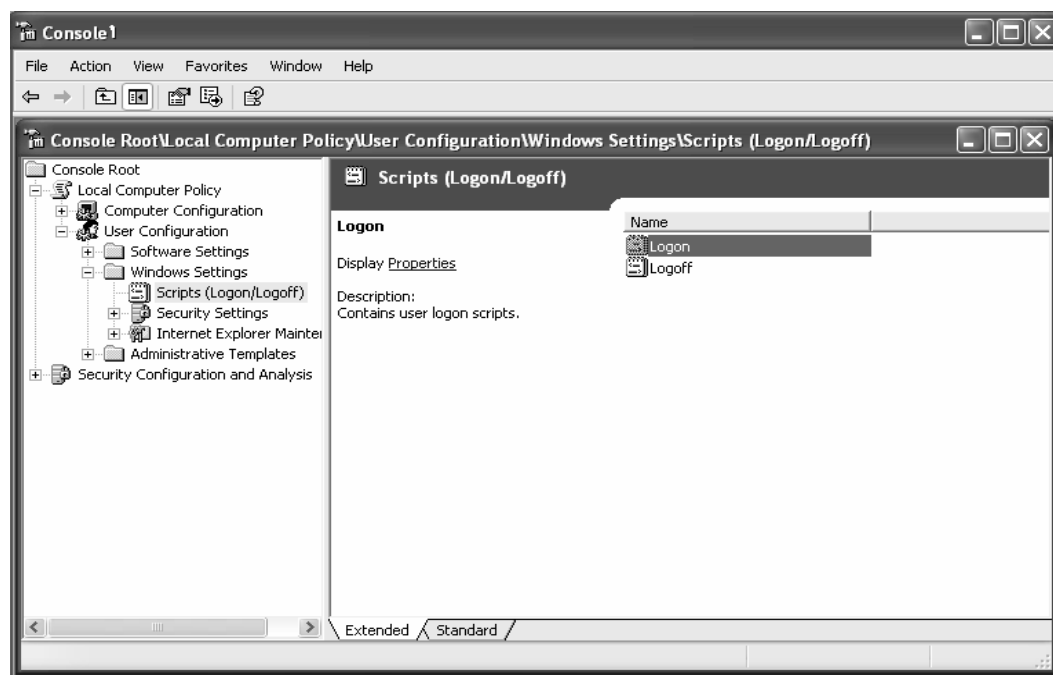 Console1
File Action View Favorites Window Help
Console Root\Local Computer Policy\User Configuration\Windows Settings\Scripts (Logon/Logoff)
Console Root
Local Computer Policy
Computer Configuration
User Configuration
Software Settings
Windows Settings
Scripts (Logon/Logoff)
Security Settings
Internet Explorer Mainter
Administrative Templates
Security Configuration and Analysis
Scripts (Logon/Logoff)
Logon
Display Properties
Description:
Contains user logon scripts.
Name
Logon
Logoff
Extended Standard